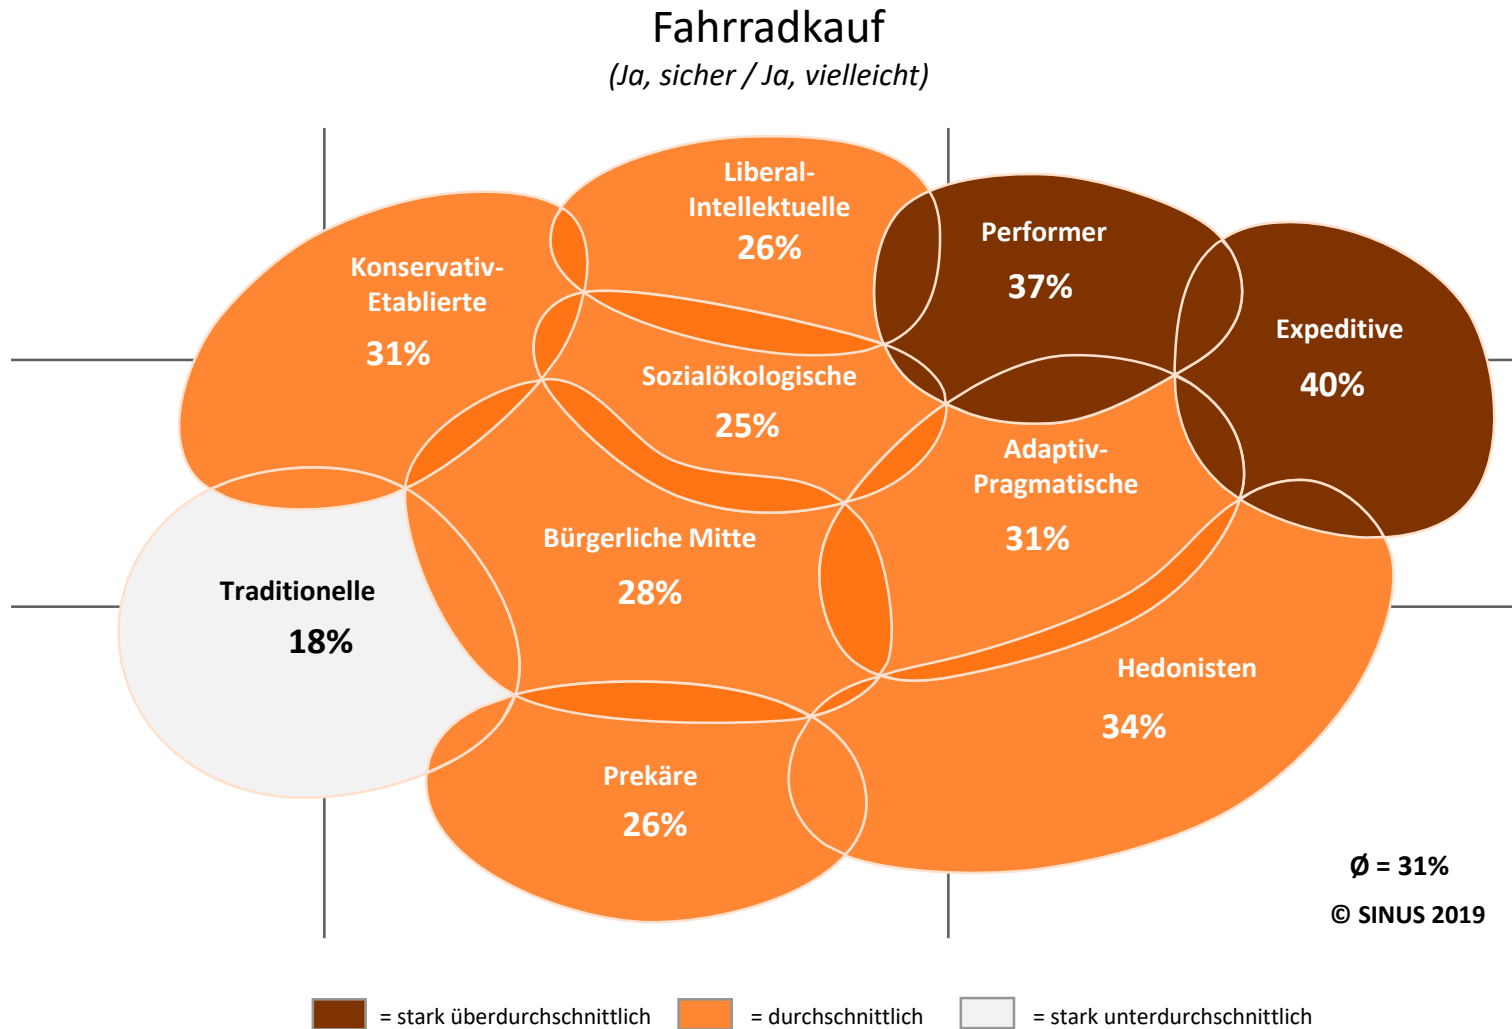 Fahrradkauf
(Ja, sicher / Ja, vielleicht)
Liberal-
Intellektuelle
26%
Performer
37%
Konservativ-
Etablierte
31%
Expeditive
40%
Sozialökologische
25%
Adaptiv-
Pragmatische
31%
Bürgerliche Mitte
28%
Traditionelle
18%
Hedonisten
34%
Prekäre
26%
Ø = 31%
© SINUS 2019
= stark überdurchschnittlich = durchschnittlich = stark unterdurchschnittlich